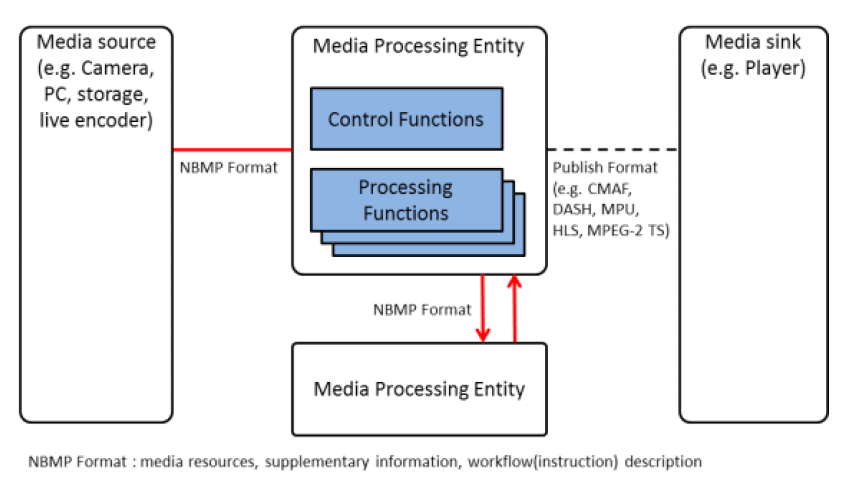 Media source
(e.g. Camera,
PC, storage,
live encoder)
NBMP Format
Media Processing Entity
Control Functions
Processing
Functions
NBMP Format
Media Processing Entity
Publish Format
(e.g. CMAF,
DASH, MPU,
HLS, MPEG-2 TS)
Media sink
(e.g. Player)
NBMP Format : media resources, supplementary information, workflow(instruction) description